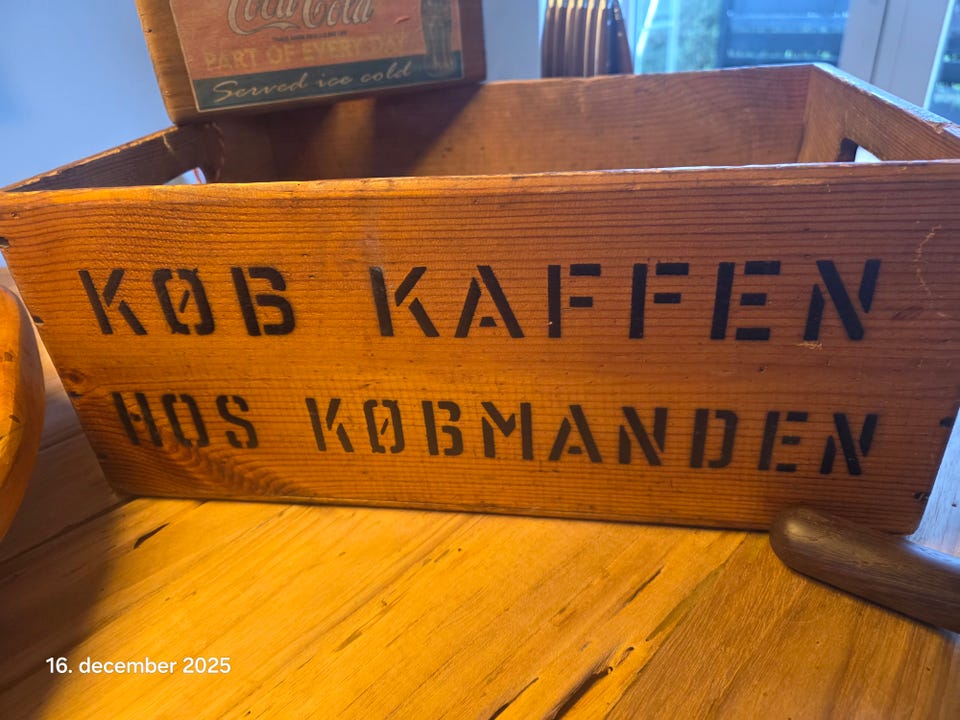 Coca-Cola
PART OF EVERY DAY
Served ice cold
KØB KAFFEN
HOS KØBMANDEN
16. december 2025